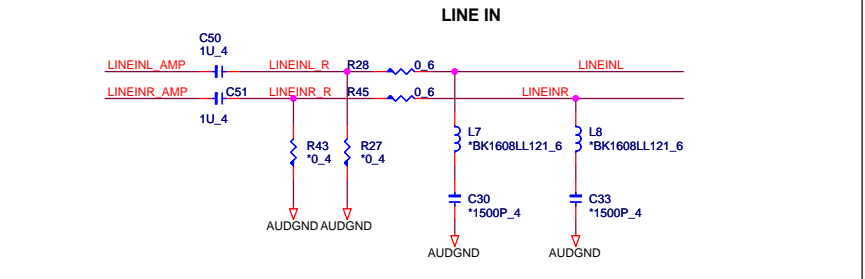 LINE IN
C50
1U_4
LINEINL_AMP
LINEINL_R
R28
0_6
LINEINL
LINEINR_AMP
C51
LINEINR_R
R45
0_6
LINEINR
1U_4
R43
*0_4
R27
*0_4
L7
*BK1608LL121_6
L8
*BK1608LL121_6
C30
*1500P_4
C33
*1500P_4
AUDGND
AUDGND
AUDGND
AUDGND